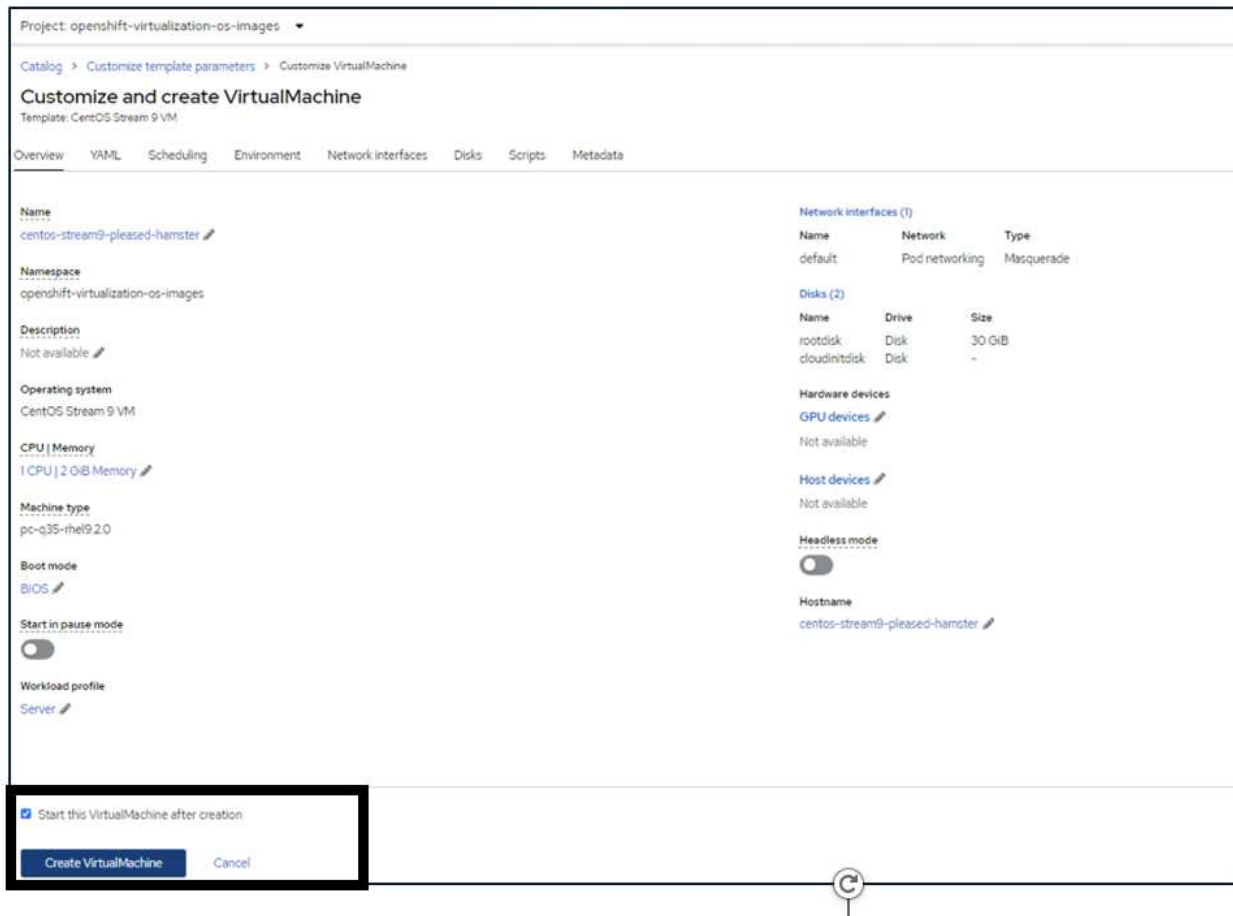 Project: openshift-virtualization-os-images
Catalog > Customize template parameters > Customize VirtualMachine
Customize and create VirtualMachine
Template: CentOS Stream 9 VM
Overview YAML Scheduling Environment Network interfaces Disks Scripts Metadata
Name
centos-stream9-pleased-hamster
Namespace
openshift-virtualization-os-images
Description
Not available
Operating system
CentOS Stream 9 VM
CPU | Memory
1 CPU | 2 GiB Memory
Machine type
pc-q35-rhel9.2.0
Boot mode
BIOS
Start in pause mode
Workload profile
Server
Network interfaces (1)
Name Network Type
default Pod networking Masquerade
Disks (2)
Name Drive Size
rootdisk Disk 30 GiB
cloudinitdisk Disk -
Hardware devices
GPU devices
Not available
Host devices
Not available
Headless mode
Hostname
centos-stream9-pleased-hamster
Start this VirtualMachine after creation
Create VirtualMachine Cancel